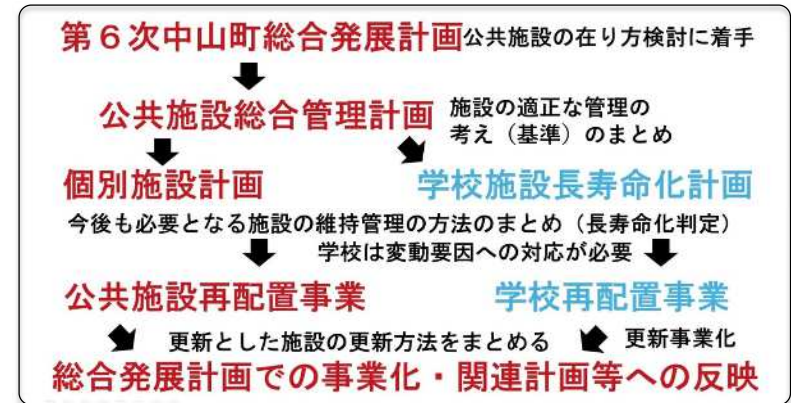 第６次中山町総合発展計画公共施設の在り方検討に着手
公共施設総合管理計画
施設の適正な管理の
考え（基準）のまとめ
個別施設計画
学校施設長寿命化計画
今後も必要となる施設の維持管理の方法のまとめ（長寿命化判定）
学校は変動要因への対応が必要
公共施設再配置事業
学校再配置事業
更新とした施設の更新方法をまとめる
更新事業化
総合発展計画での事業化・関連計画等への反映